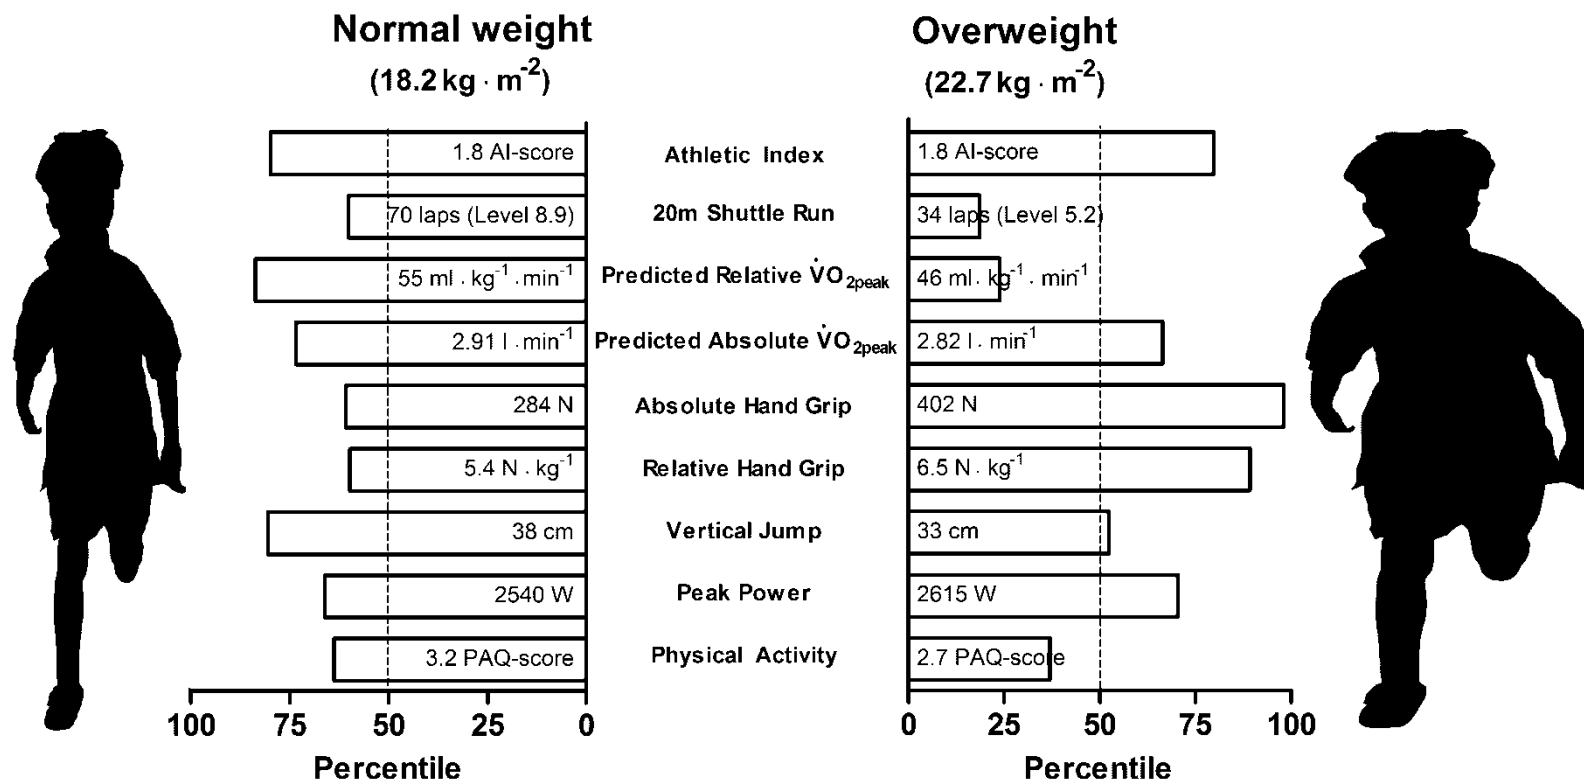 Normal weight
(18.2 kg · m⁻²)
Overweight
(22.7 kg · m⁻²)
1.8 AI-score Athletic Index 1.8 AI-score
70 laps (Level 8.9) 20m Shuttle Run 34 laps (Level 5.2)
55 ml · kg⁻¹ · min⁻¹ Predicted Relative V̇O₂peak 46 ml · kg⁻¹ · min⁻¹
2.91 l · min⁻¹ Predicted Absolute V̇O₂peak 2.82 l · min⁻¹
284 N Absolute Hand Grip 402 N
5.4 N · kg⁻¹ Relative Hand Grip 6.5 N · kg⁻¹
38 cm Vertical Jump 33 cm
2540 W Peak Power 2615 W
3.2 PAQ-score Physical Activity 2.7 PAQ-score
100 75 50 25 0 0 25 50 75 100
Percentile Percentile